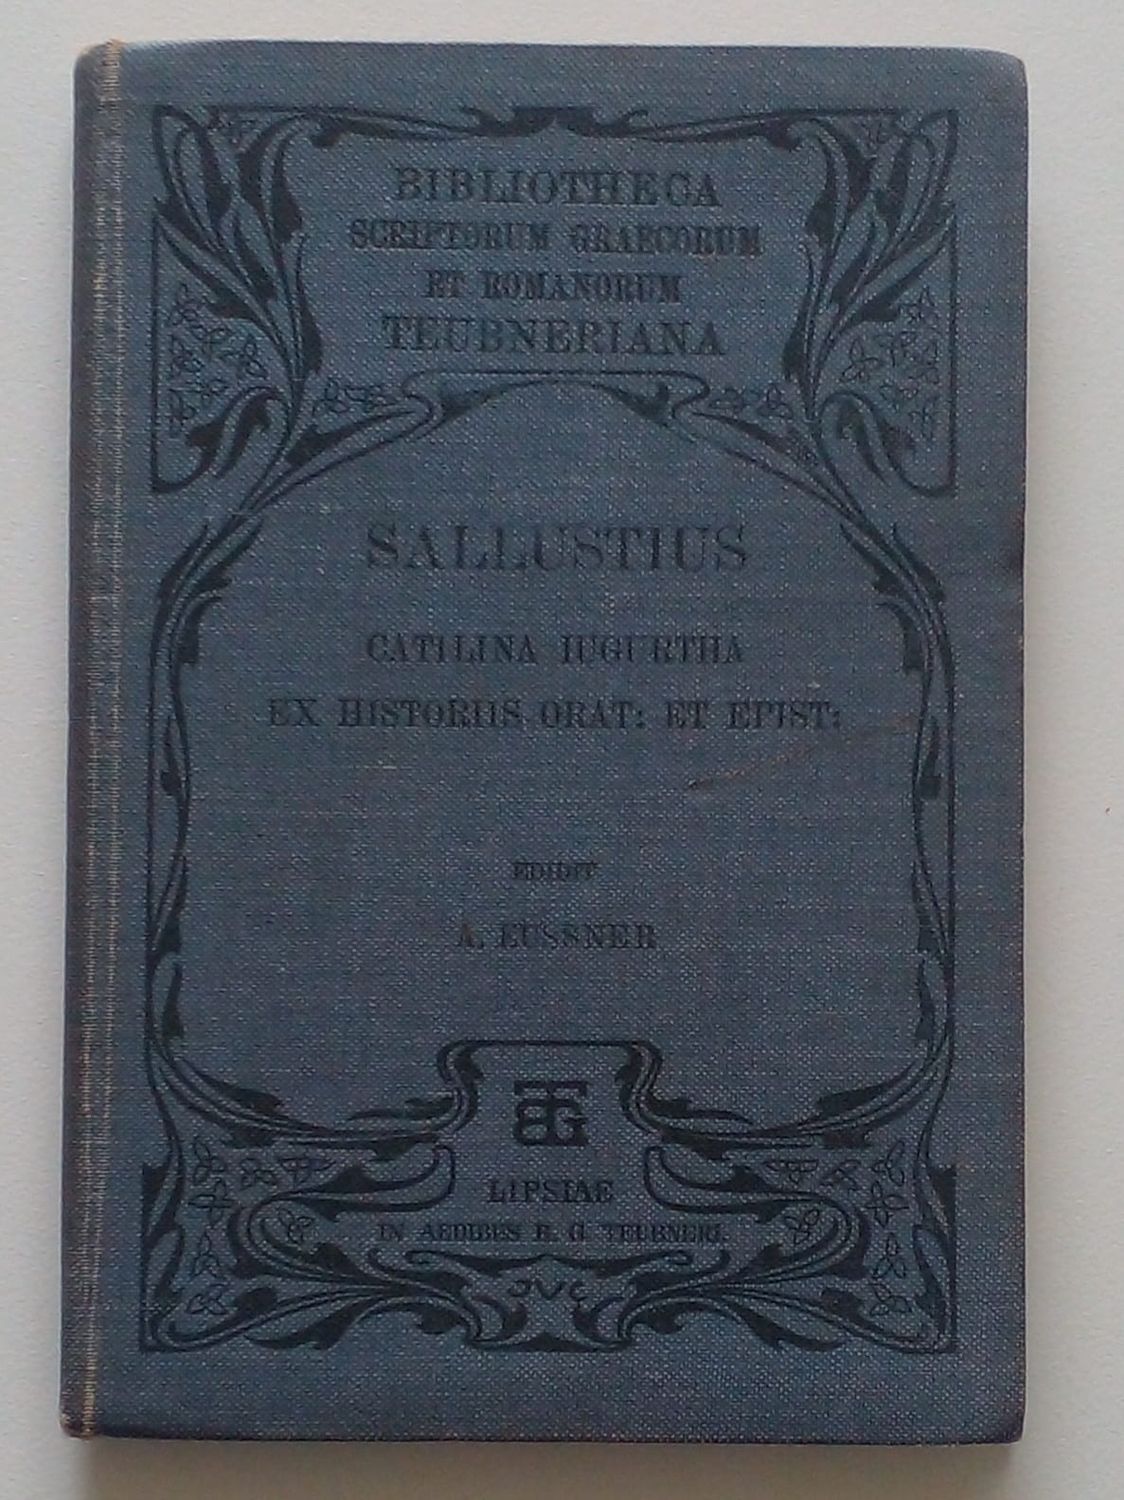 BIBLIOTHECA
SCRIPTORUM GRAECORUM
ET ROMANORUM
TEUBNERIANA
SALLUSTIUS
CATILINA IUGURTHA
EX HISTORIIS ORAT: ET EPIST:
EDIDIT
A. EUSSNER
BTG
LIPSIAE
IN AEDIBUS B. G. TEUBNERI.